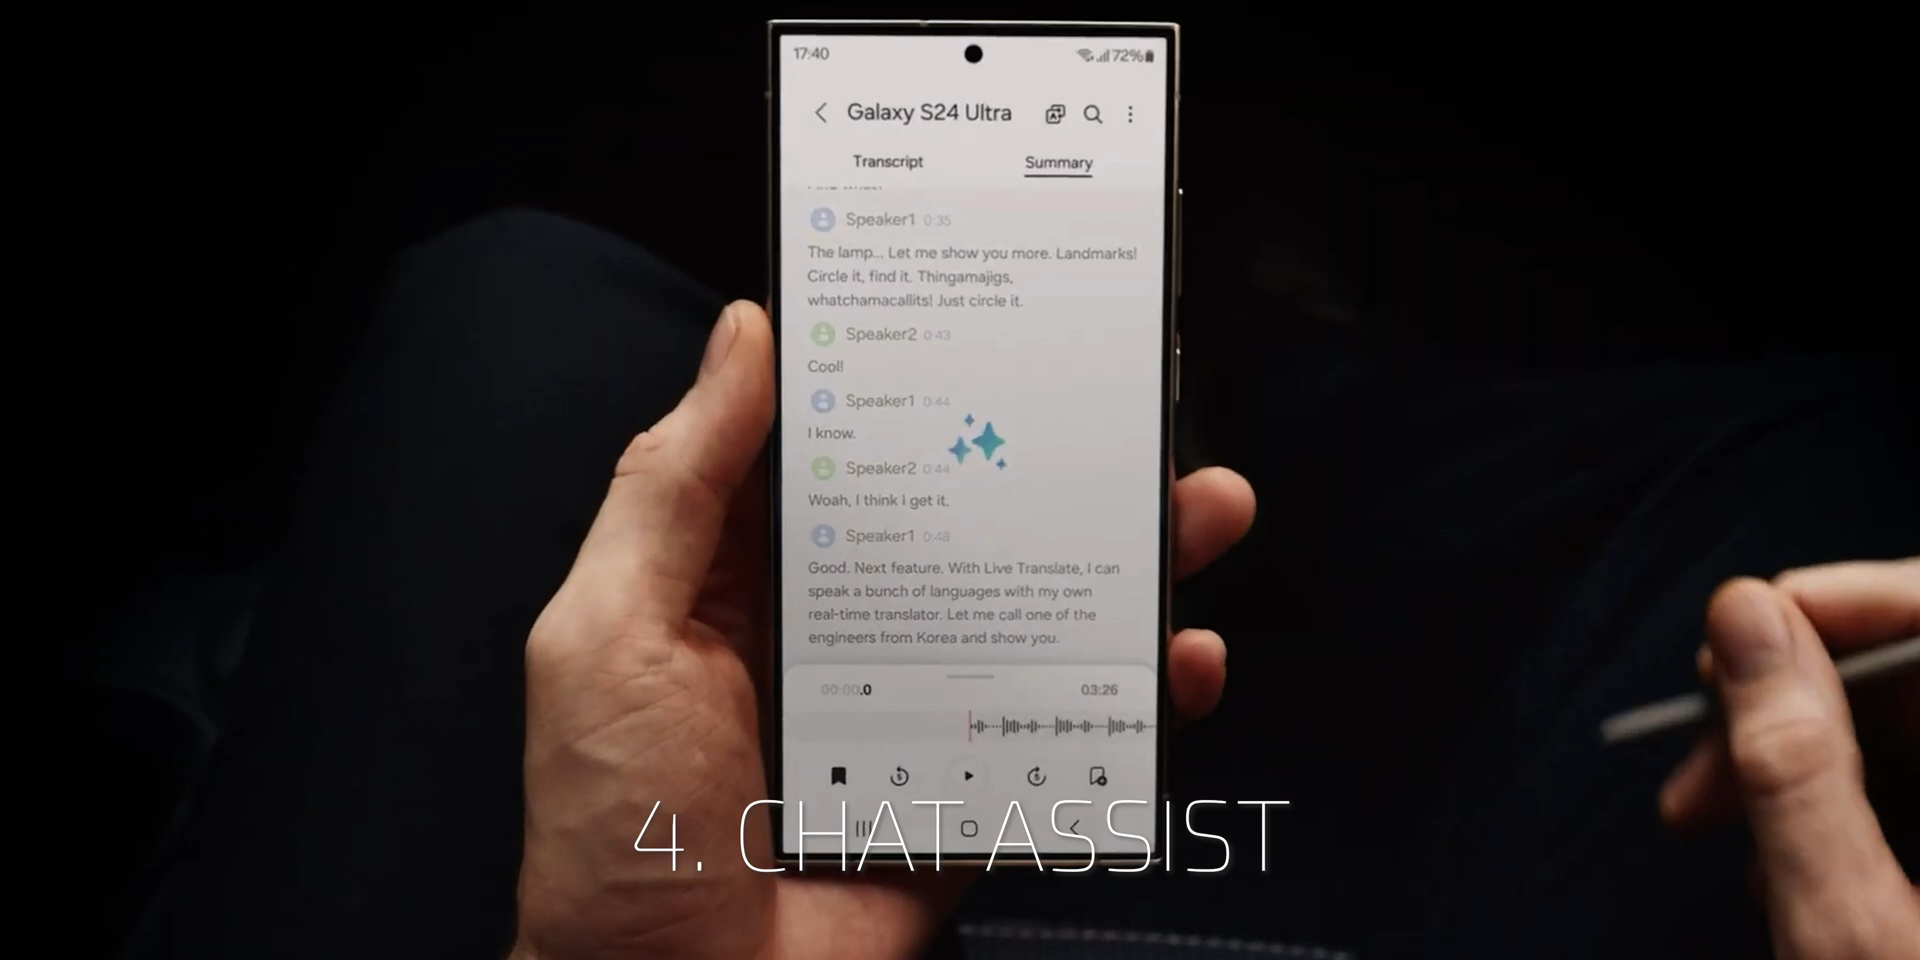 17:40
72%
Galaxy S24 Ultra
Transcript
Summary
Speaker1 0:35
The lamp... Let me show you more. Landmarks!
Circle it, find it. Thingamajigs,
whatchamacallits! Just circle it.
Speaker2 0:43
Cool!
Speaker1 0:44
I know.
Speaker2 0:44
Woah, I think I get it.
Speaker1 0:48
Good. Next feature. With Live Translate, I can
speak a bunch of languages with my own
real-time translator. Let me call one of the
engineers from Korea and show you.
00:00.0
03:26
4. CHAT ASSIST